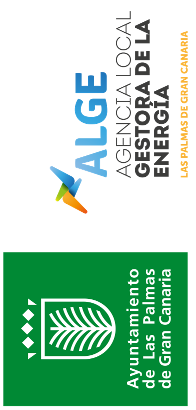 Ayuntamiento
de Las Palmas
de Gran Canaria
ALGE
AGENCIA LOCAL
GESTORA DE LA
ENERGÍA
LAS PALMAS DE GRAN CANARIA